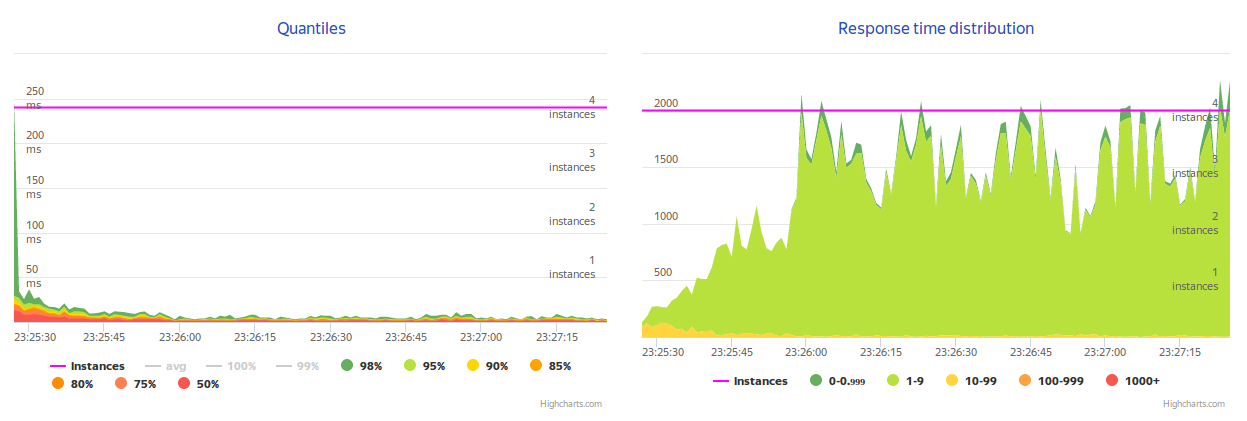 Quantiles
250
ms
200
ms
150
ms
100
ms
50
ms
4
instances
3
instances
2
instances
1
instances
23:25:30 23:25:45 23:26:00 23:26:15 23:26:30 23:26:45 23:27:00 23:27:15
Instances avg 100% 99% 98% 95% 90% 85%
80% 75% 50%
Highcharts.com
Response time distribution
2000
1500
1000
500
4
instances
3
instances
2
instances
1
instances
23:25:30 23:25:45 23:26:00 23:26:15 23:26:30 23:26:45 23:27:00 23:27:15
Instances 0-0.999 1-9 10-99 100-999 1000+
Highcharts.com